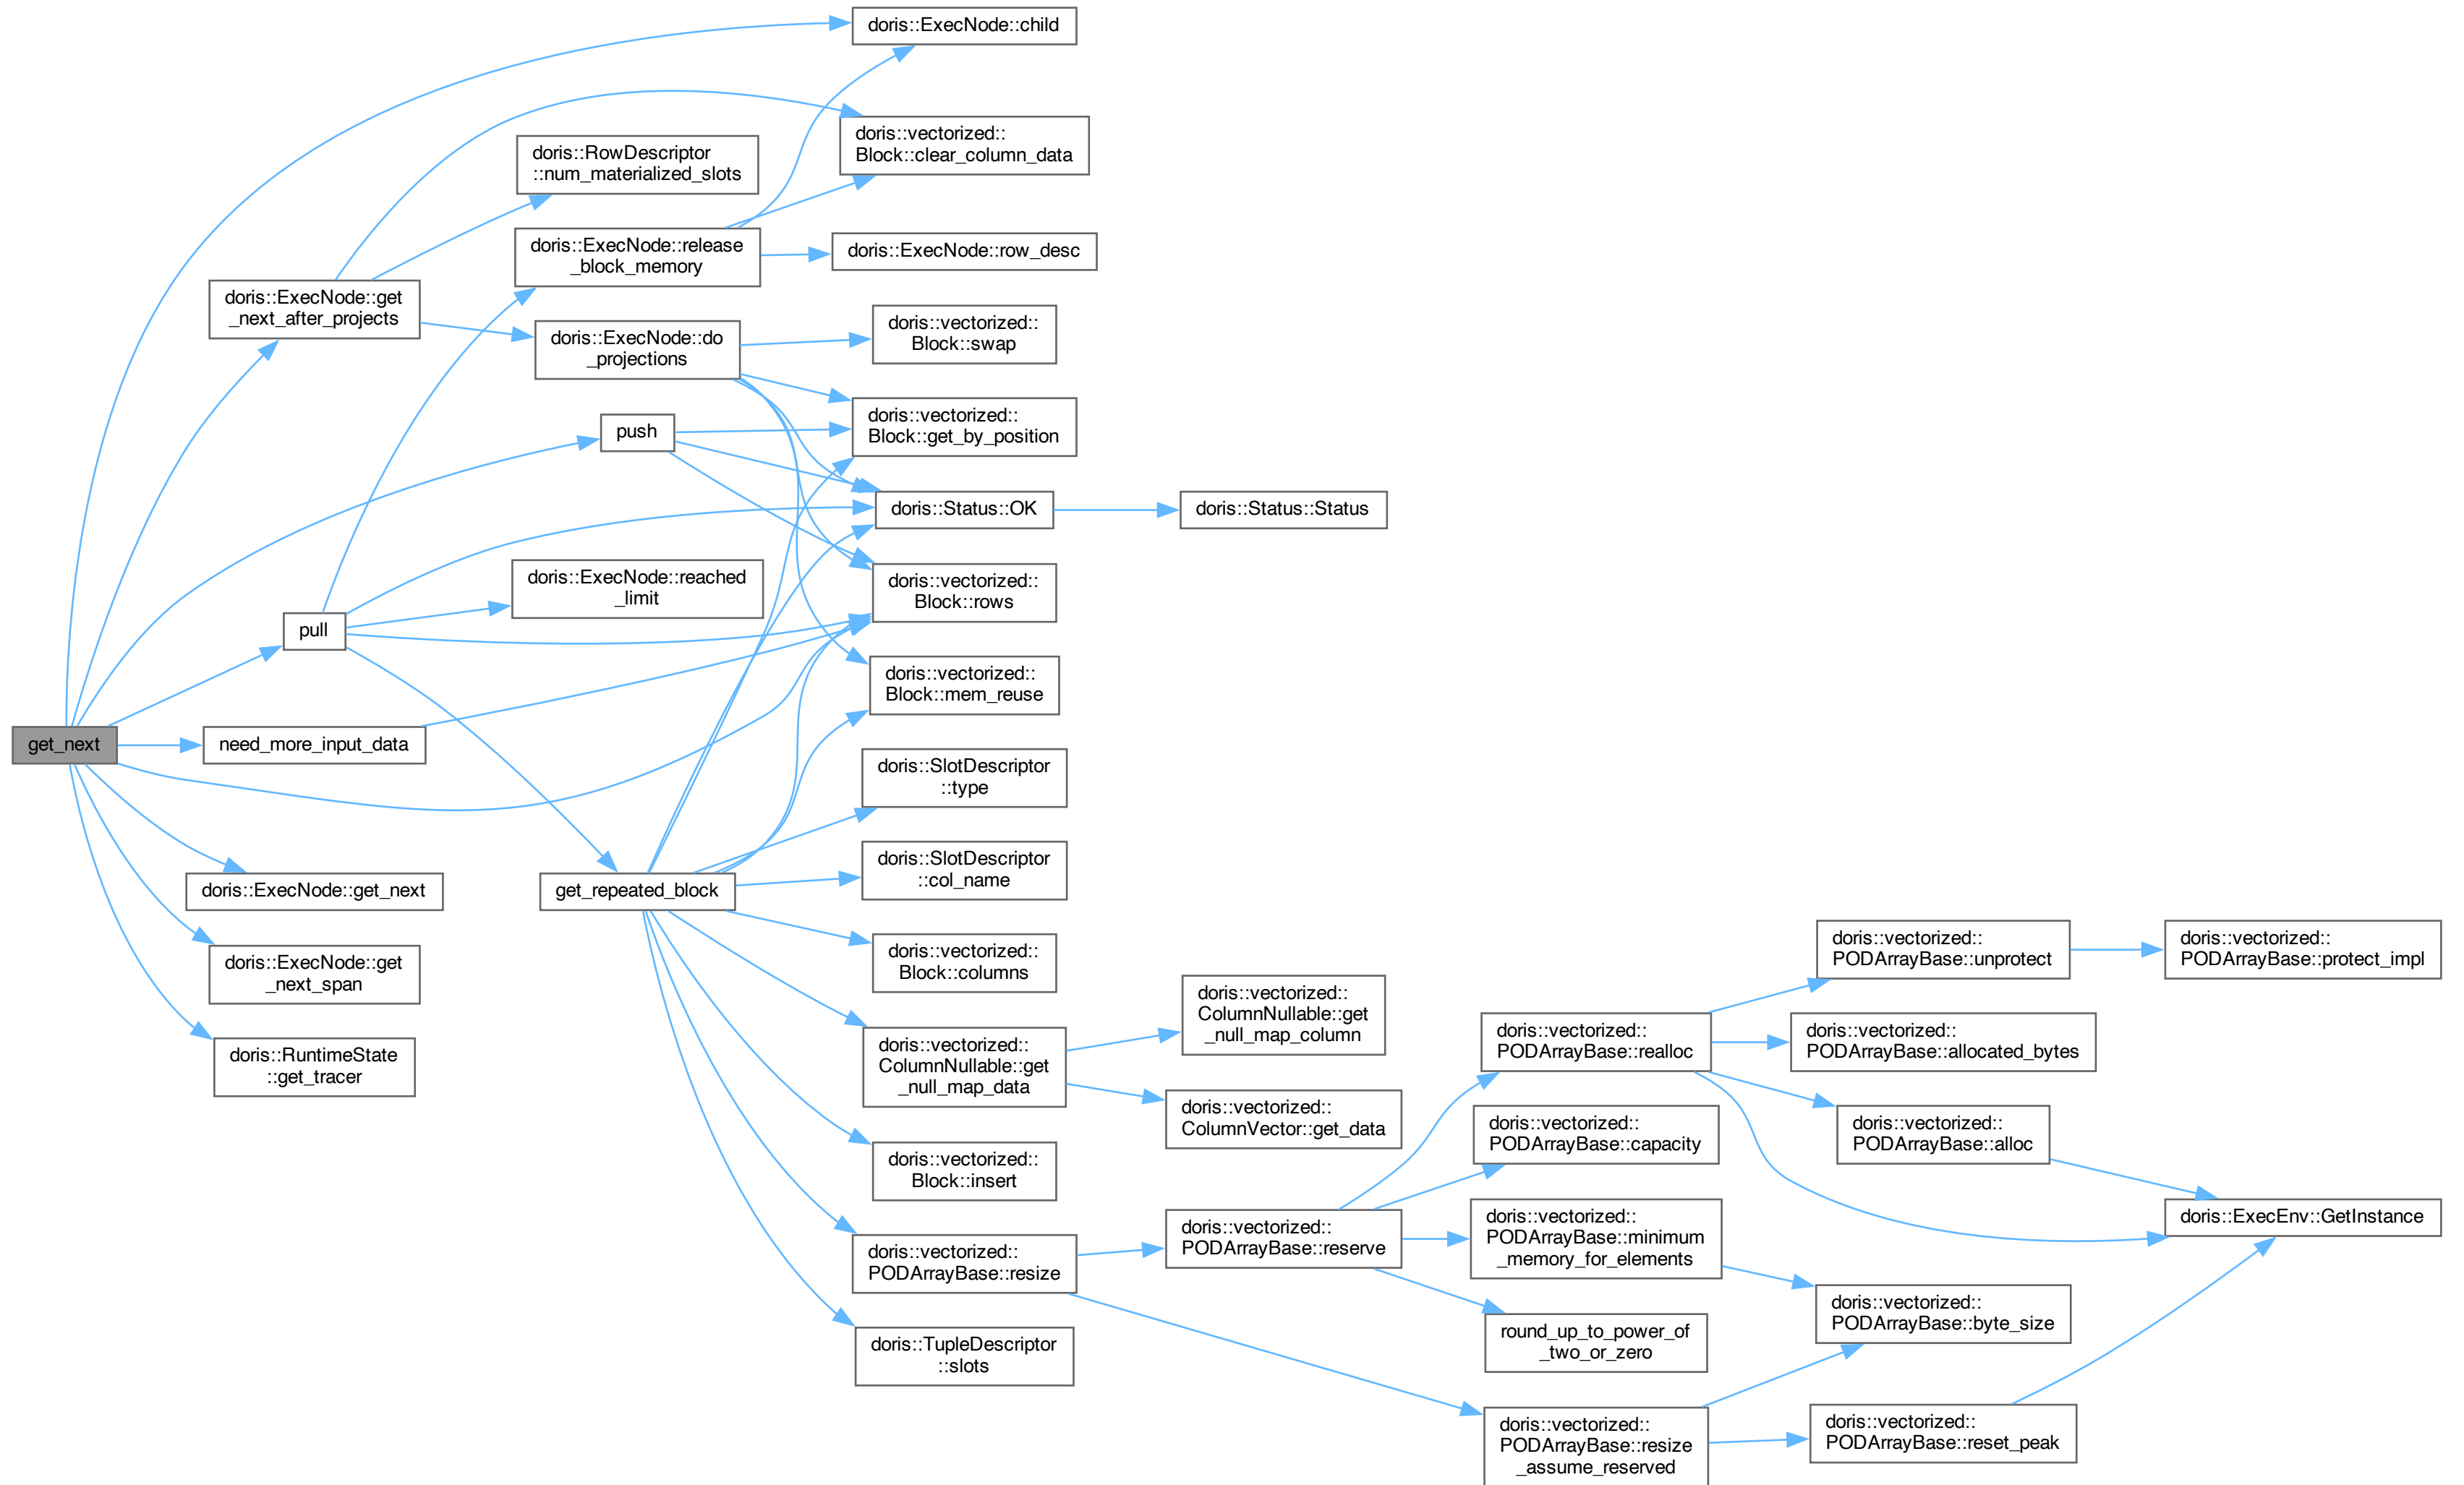 doris::ExecNode::child
doris::vectorized::
Block::clear_column_data
doris::RowDescriptor
::num_materialized_slots
doris::ExecNode::release
_block_memory
doris::ExecNode::row_desc
doris::ExecNode::get
_next_after_projects
doris::ExecNode::do
_projections
doris::vectorized::
Block::swap
push
doris::vectorized::
Block::get_by_position
doris::Status::OK
doris::Status::Status
doris::ExecNode::reached
_limit
doris::vectorized::
Block::rows
pull
doris::vectorized::
Block::mem_reuse
get_next
need_more_input_data
doris::SlotDescriptor
::type
doris::ExecNode::get_next
get_repeated_block
doris::SlotDescriptor
::col_name
doris::ExecNode::get
_next_span
doris::vectorized::
Block::columns
doris::vectorized::
PODArrayBase::unprotect
doris::vectorized::
PODArrayBase::protect_impl
doris::RuntimeState
::get_tracer
doris::vectorized::
ColumnNullable::get
_null_map_data
doris::vectorized::
ColumnNullable::get
_null_map_column
doris::vectorized::
PODArrayBase::realloc
doris::vectorized::
PODArrayBase::allocated_bytes
doris::vectorized::
ColumnVector::get_data
doris::vectorized::
PODArrayBase::capacity
doris::vectorized::
PODArrayBase::alloc
doris::vectorized::
Block::insert
doris::ExecEnv::GetInstance
doris::vectorized::
PODArrayBase::resize
doris::vectorized::
PODArrayBase::reserve
doris::vectorized::
PODArrayBase::minimum
_memory_for_elements
doris::vectorized::
PODArrayBase::byte_size
round_up_to_power_of
_two_or_zero
doris::TupleDescriptor
::slots
doris::vectorized::
PODArrayBase::resize
_assume_reserved
doris::vectorized::
PODArrayBase::reset_peak